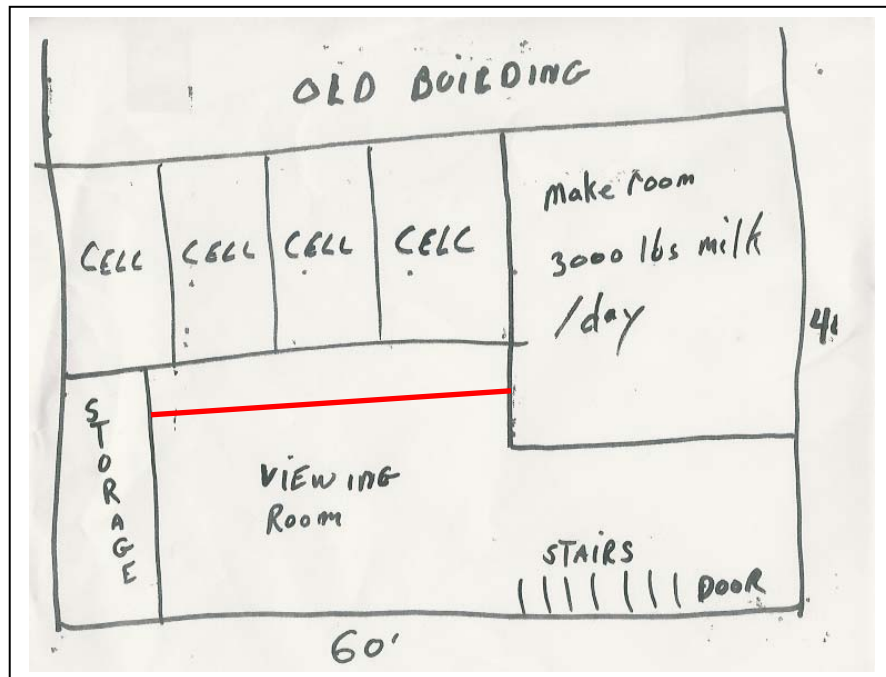 OLD BUILDING
CELL CELL CELL CELL
Make room
3000 lbs milk
/day
STORAGE
VIEWING
Room
STAIRS
DOOR
60'